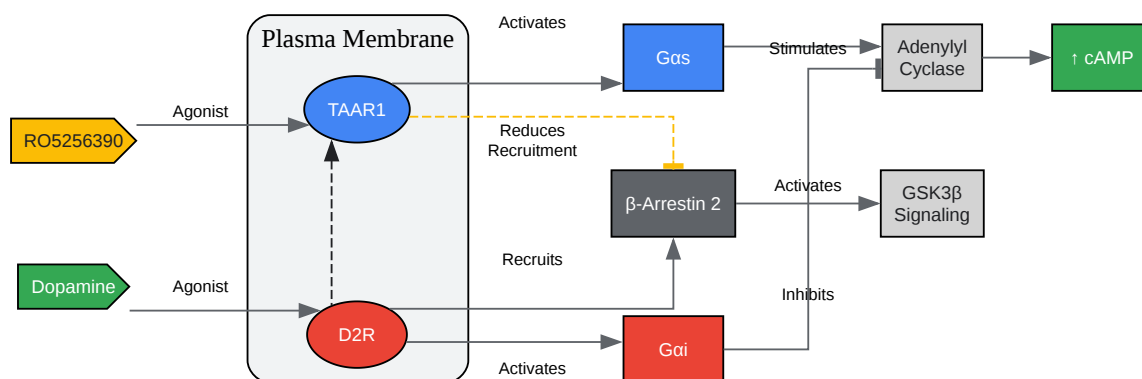 Plasma Membrane
Activates
Gαs
Stimulates
Adenylyl
Cyclase
↑ cAMP
TAAR1
Agonist
RO5256390
Reduces
Recruitment
β-Arrestin 2
Activates
GSK3β
Signaling
Recruits
Agonist
Dopamine
Inhibits
D2R
Gαi
Activates